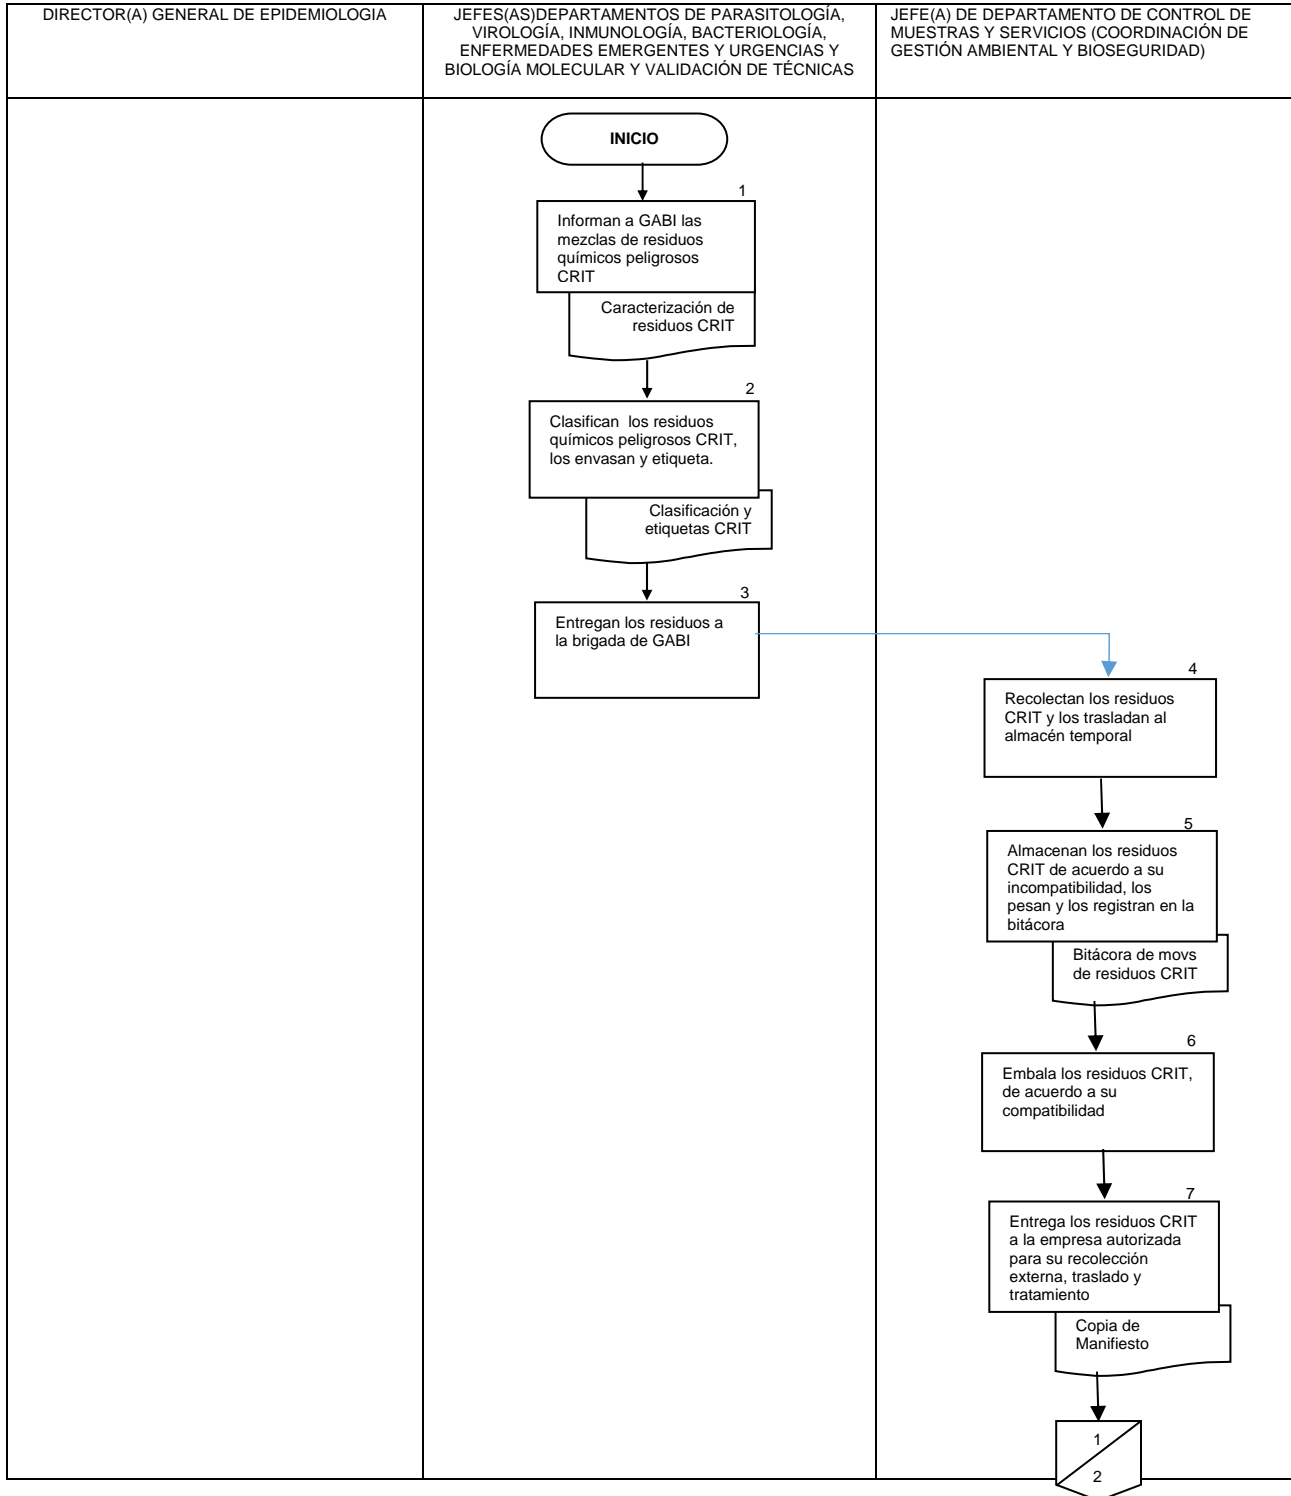 DIRECTOR(A) GENERAL DE EPIDEMIOLOGIA
JEFES(AS)DEPARTAMENTOS DE PARASITOLOGÍA,
VIROLOGÍA, INMUNOLOGÍA, BACTERIOLOGÍA,
ENFERMEDADES EMERGENTES Y URGENCIAS Y
BIOLOGÍA MOLECULAR Y VALIDACIÓN DE TÉCNICAS
JEFE(A) DE DEPARTAMENTO DE CONTROL DE
MUESTRAS Y SERVICIOS (COORDINACIÓN DE
GESTIÓN AMBIENTAL Y BIOSEGURIDAD)
INICIO
1
Informan a GABI las
mezclas de residuos
químicos peligrosos
CRIT
Caracterización de
residuos CRIT
2
Clasifican los residuos
químicos peligrosos CRIT,
los envasan y etiqueta.
Clasificación y
etiquetas CRIT
3
Entregan los residuos a
la brigada de GABI
4
Recolectan los residuos
CRIT y los trasladan al
almacén temporal
5
Almacenan los residuos
CRIT de acuerdo a su
incompatibilidad, los
pesan y los registran en la
bitácora
Bitácora de movs
de residuos CRIT
6
Embala los residuos CRIT,
de acuerdo a su
compatibilidad
7
Entrega los residuos CRIT
a la empresa autorizada
para su recolección
externa, traslado y
tratamiento
Copia de
Manifiesto
1
2